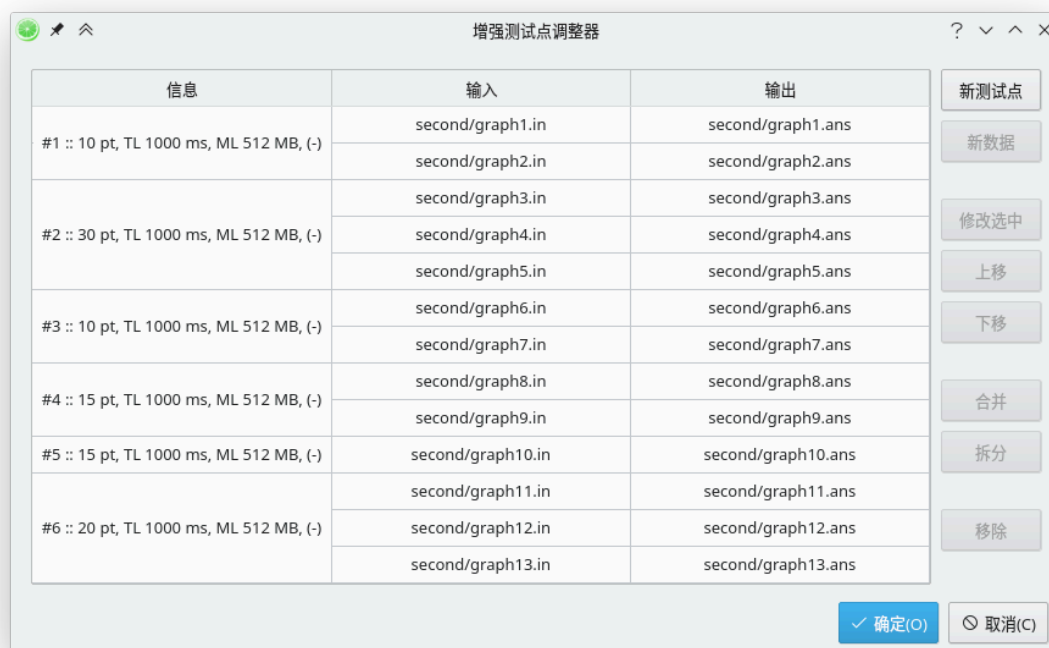 增强测试点调整器
信息 输入 输出
新测试点
#1 :: 10 pt, TL 1000 ms, ML 512 MB, (-)
second/graph1.in second/graph1.ans
新数据
second/graph2.in second/graph2.ans
#2 :: 30 pt, TL 1000 ms, ML 512 MB, (-)
second/graph3.in second/graph3.ans
修改选中
second/graph4.in second/graph4.ans
second/graph5.in second/graph5.ans
上移
#3 :: 10 pt, TL 1000 ms, ML 512 MB, (-)
second/graph6.in second/graph6.ans
下移
second/graph7.in second/graph7.ans
#4 :: 15 pt, TL 1000 ms, ML 512 MB, (-)
second/graph8.in second/graph8.ans
合并
second/graph9.in second/graph9.ans
#5 :: 15 pt, TL 1000 ms, ML 512 MB, (-)
second/graph10.in second/graph10.ans
拆分
#6 :: 20 pt, TL 1000 ms, ML 512 MB, (-)
second/graph11.in second/graph11.ans
second/graph12.in second/graph12.ans
移除
second/graph13.in second/graph13.ans
确定(O) 取消(C)